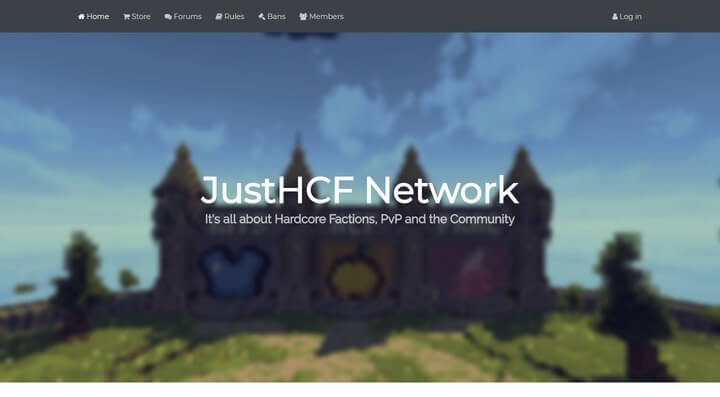 Home Store Forums Rules Bans Members Log in
JustHCF Network
It's all about Hardcore Factions, PvP and the Community